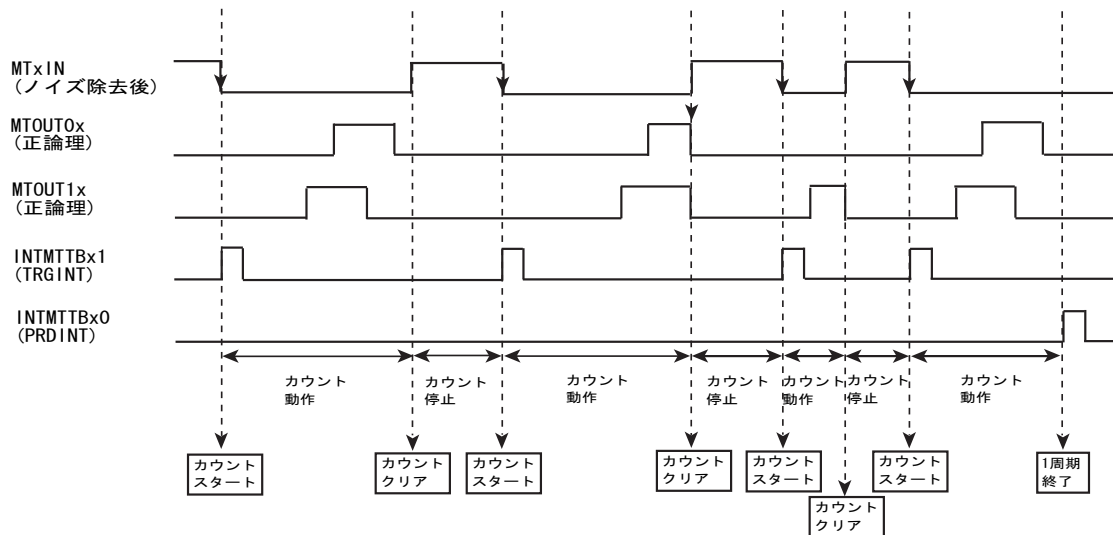 MTxIN
(ノイズ除去後)
MTOUT0x
(正論理)
MTOUT1x
(正論理)
INTMTTBx1
(TRGINT)
INTMTTBx0
(PRDINT)
カウント
動作
カウント
停止
カウント
動作
カウント
停止
カウント
動作
カウント
停止
カウント
動作
カウント
スタート
カウント
クリア
カウント
スタート
カウント
クリア
カウント
スタート
カウント
クリア
カウント
スタート
1周期
終了